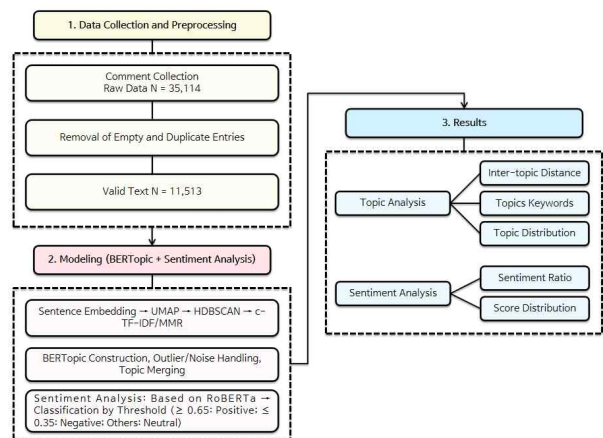 1. Data Collection and Preprocessing
Comment Collection
Raw Data N = 35,114
Removal of Empty and Duplicate Entries
Valid Text N = 11,513
2. Modeling (BERTopic + Sentiment Analysis)
Sentence Embedding → UMAP → HDBSCAN → c-
TF-IDF/MMR
BERTopic Construction, Outlier/Noise Handling,
Topic Merging
Sentiment Analysis: Based on RoBERTa →
Classification by Threshold (≥ 0.65: Positive; ≤
0.35: Negative; Others: Neutral)
3. Results
Topic Analysis
Inter-topic Distance
Topics Keywords
Topic Distribution
Sentiment Analysis
Sentiment Ratio
Score Distribution